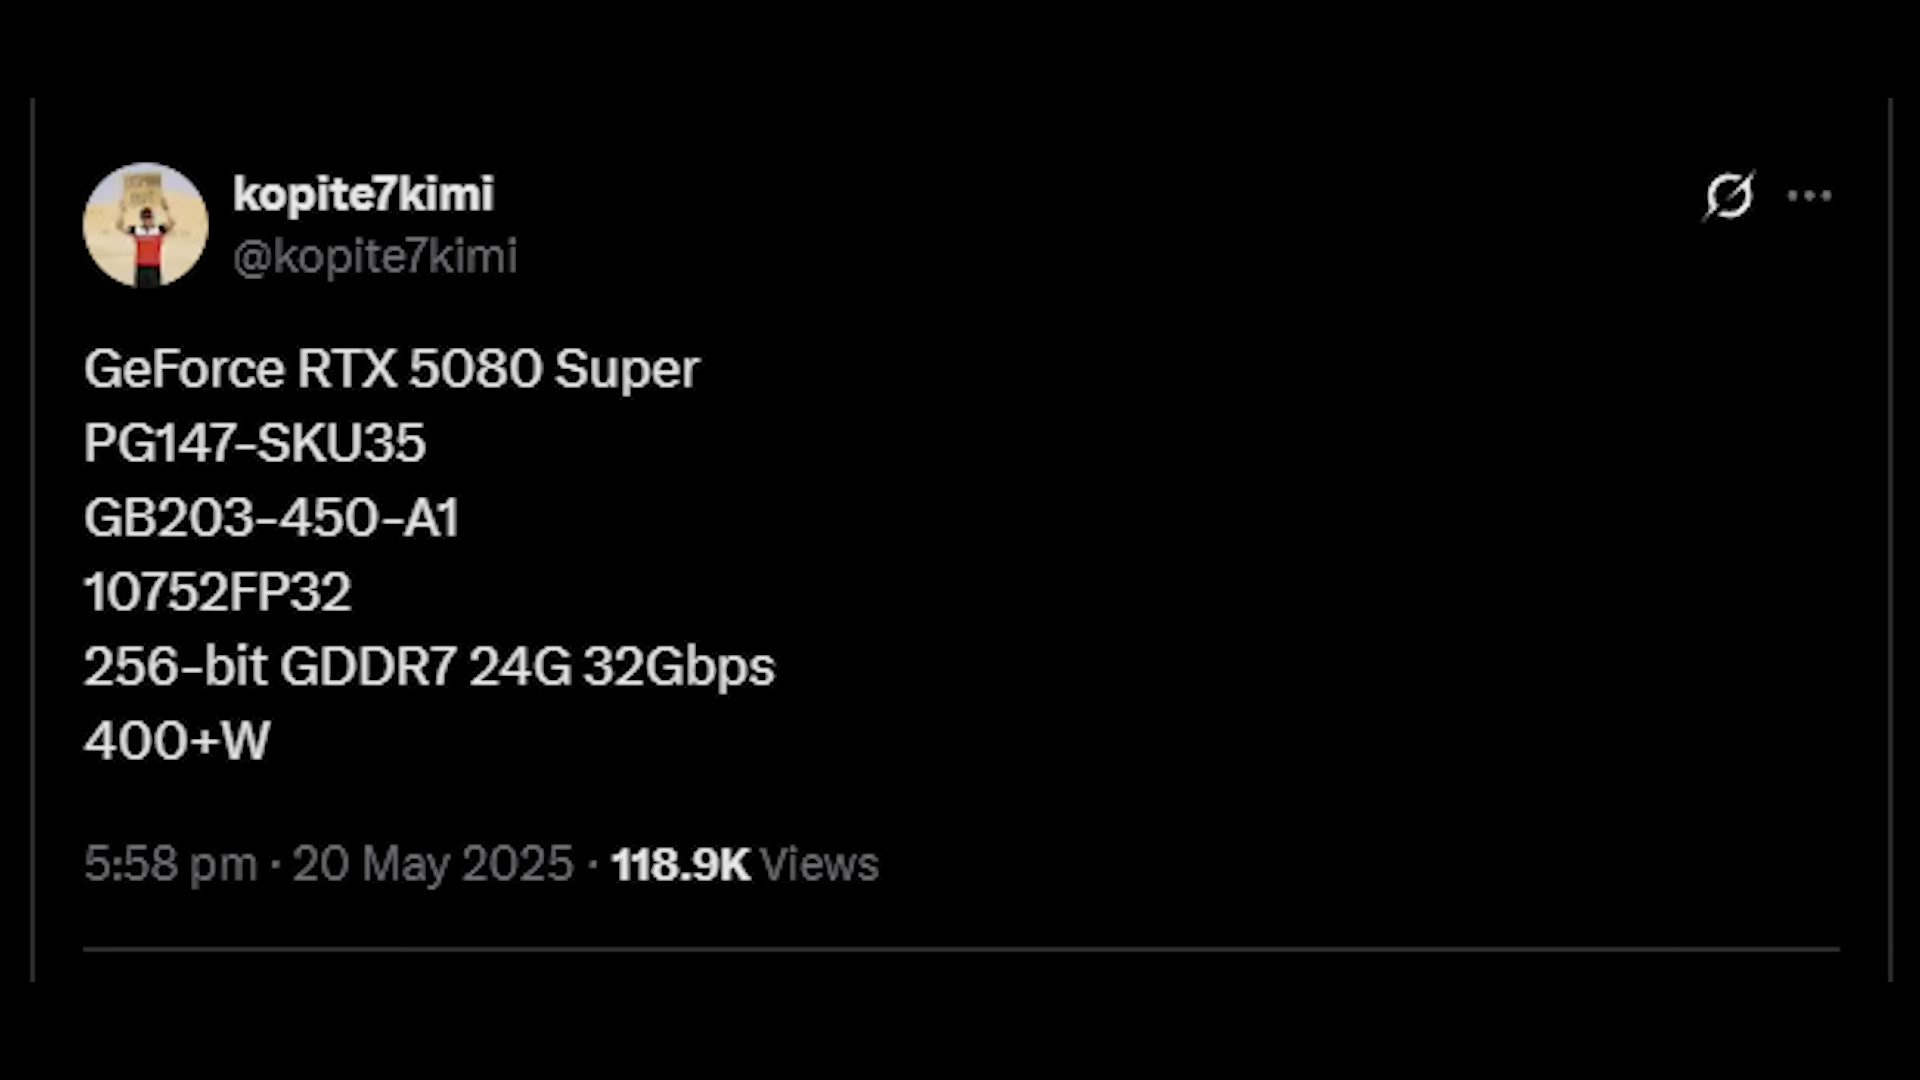 kopite7kimi
@kopite7kimi
GeForce RTX 5080 Super
PG147-SKU35
GB203-450-A1
10752FP32
256-bit GDDR7 24G 32Gbps
400+W
5:58 pm · 20 May 2025 · 118.9K Views